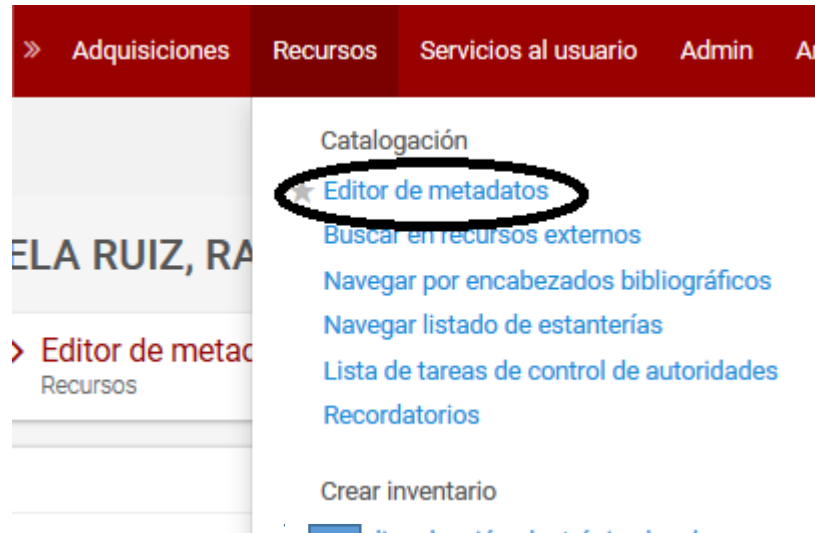 » Adquisiciones Recursos Servicios al usuario Admin
Catalogación
Editor de metadatos
Buscar en recursos externos
Navegar por encabezados bibliográficos
Navegar listado de estanterías
Lista de tareas de control de autoridades
Recordatorios
Crear inventario
ELA RUIZ, RA
Editor de metad
Recursos